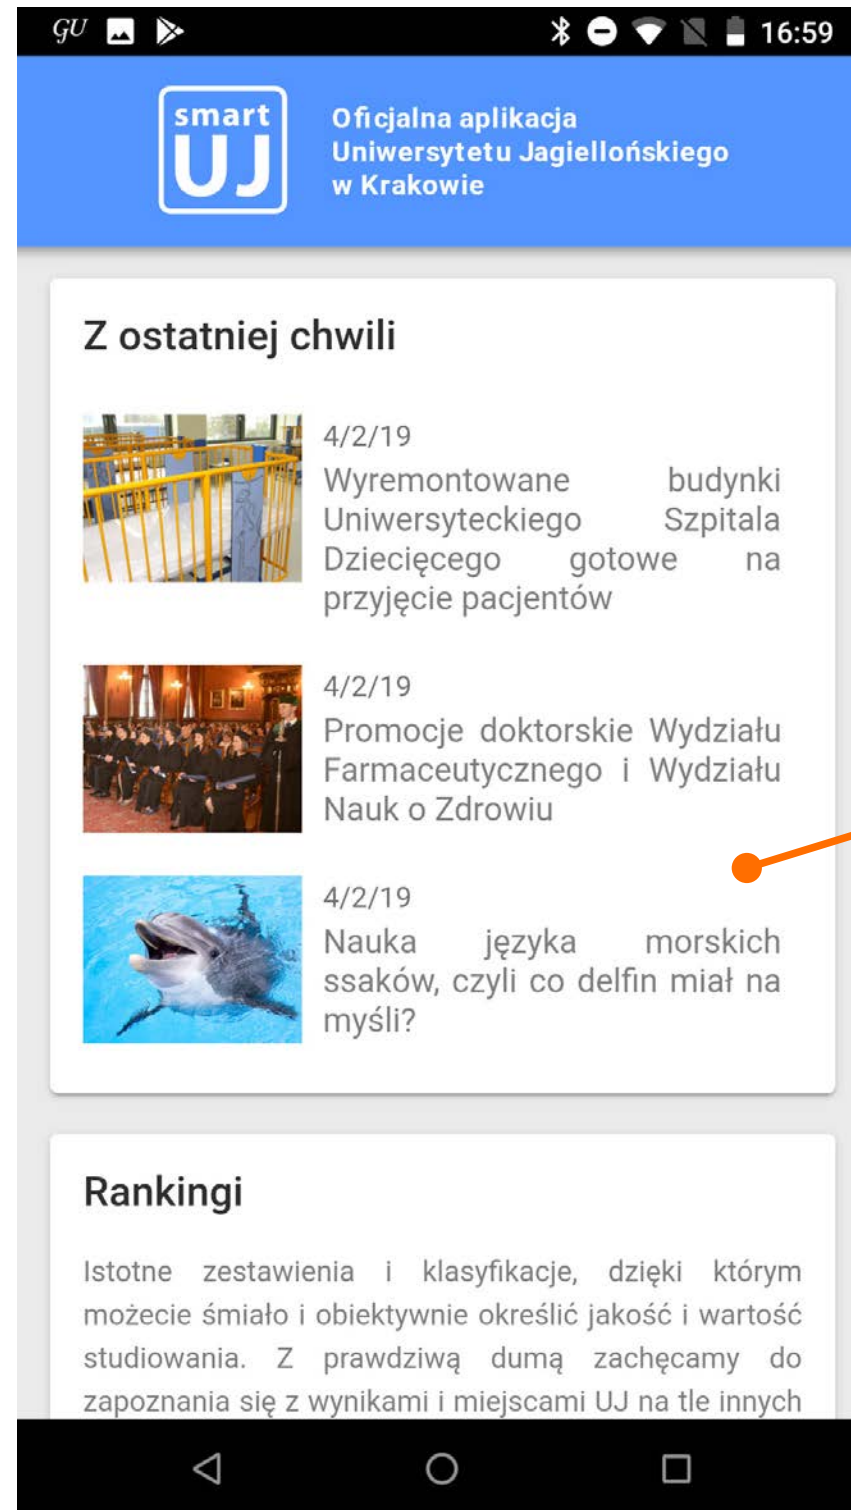 GU
16:59
smart
UJ
Oficjalna aplikacja
Uniwersytetu Jagiellońskiego
w Krakowie
Z ostatniej chwili
4/2/19
Wyremontowane budynki
Uniwersyteckiego Szpitala
Dziecięcego gotowe na
przyjęcie pacjentów
4/2/19
Promocje doktorskie Wydziału
Farmaceutycznego i Wydziału
Nauk o Zdrowiu
4/2/19
Nauka języka morskich
ssaków, czyli co delfin miał na
myśli?
Rankingi
Istotne zestawienia i klasyfikacje, dzięki którym
możecie śmiało i obiektywnie określić jakość i wartość
studiowania. Z prawdziwą dumą zachęcamy do
zapoznania się z wynikami i miejscami UJ na tle innych